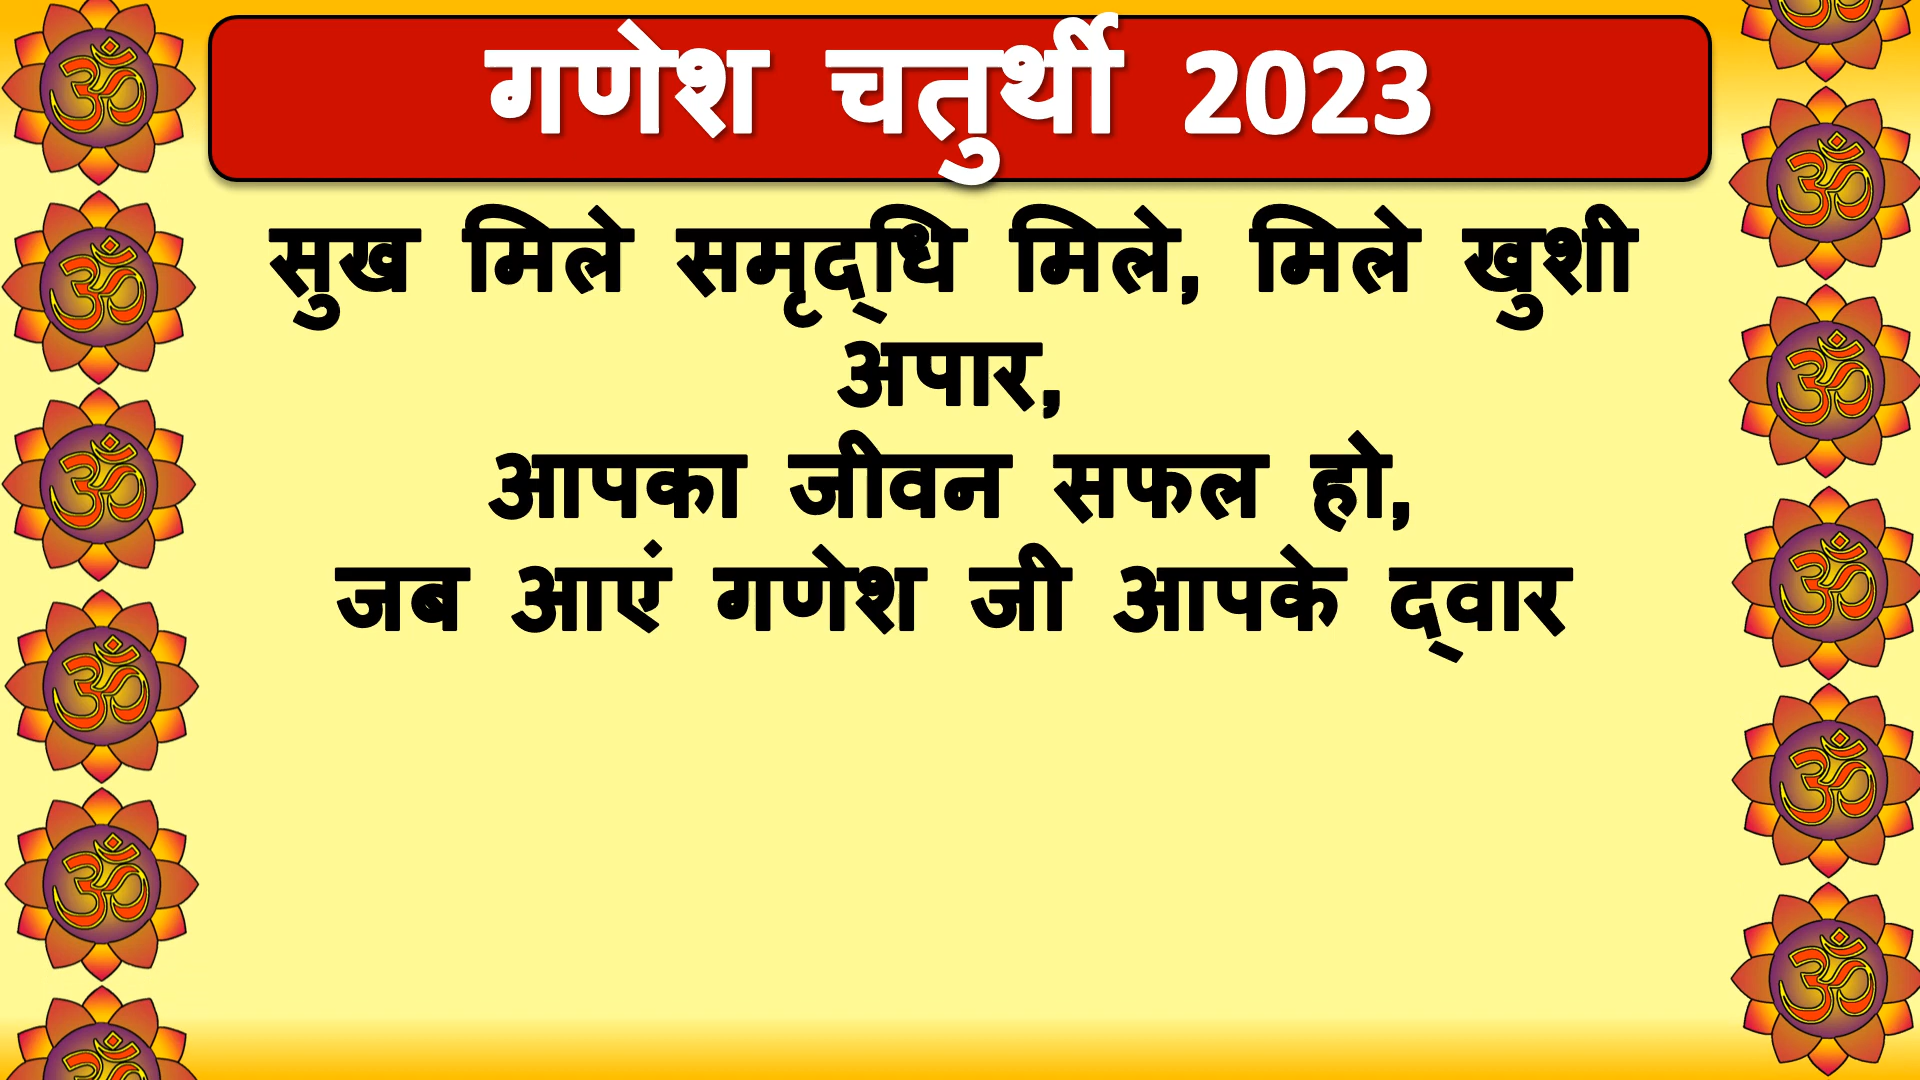 गणेश चतुर्थी 2023
सुख मिले समृद्धि मिले, मिले खुशी
अपार,
आपका जीवन सफल हो,
जब आएं गणेश जी आपके द्वार